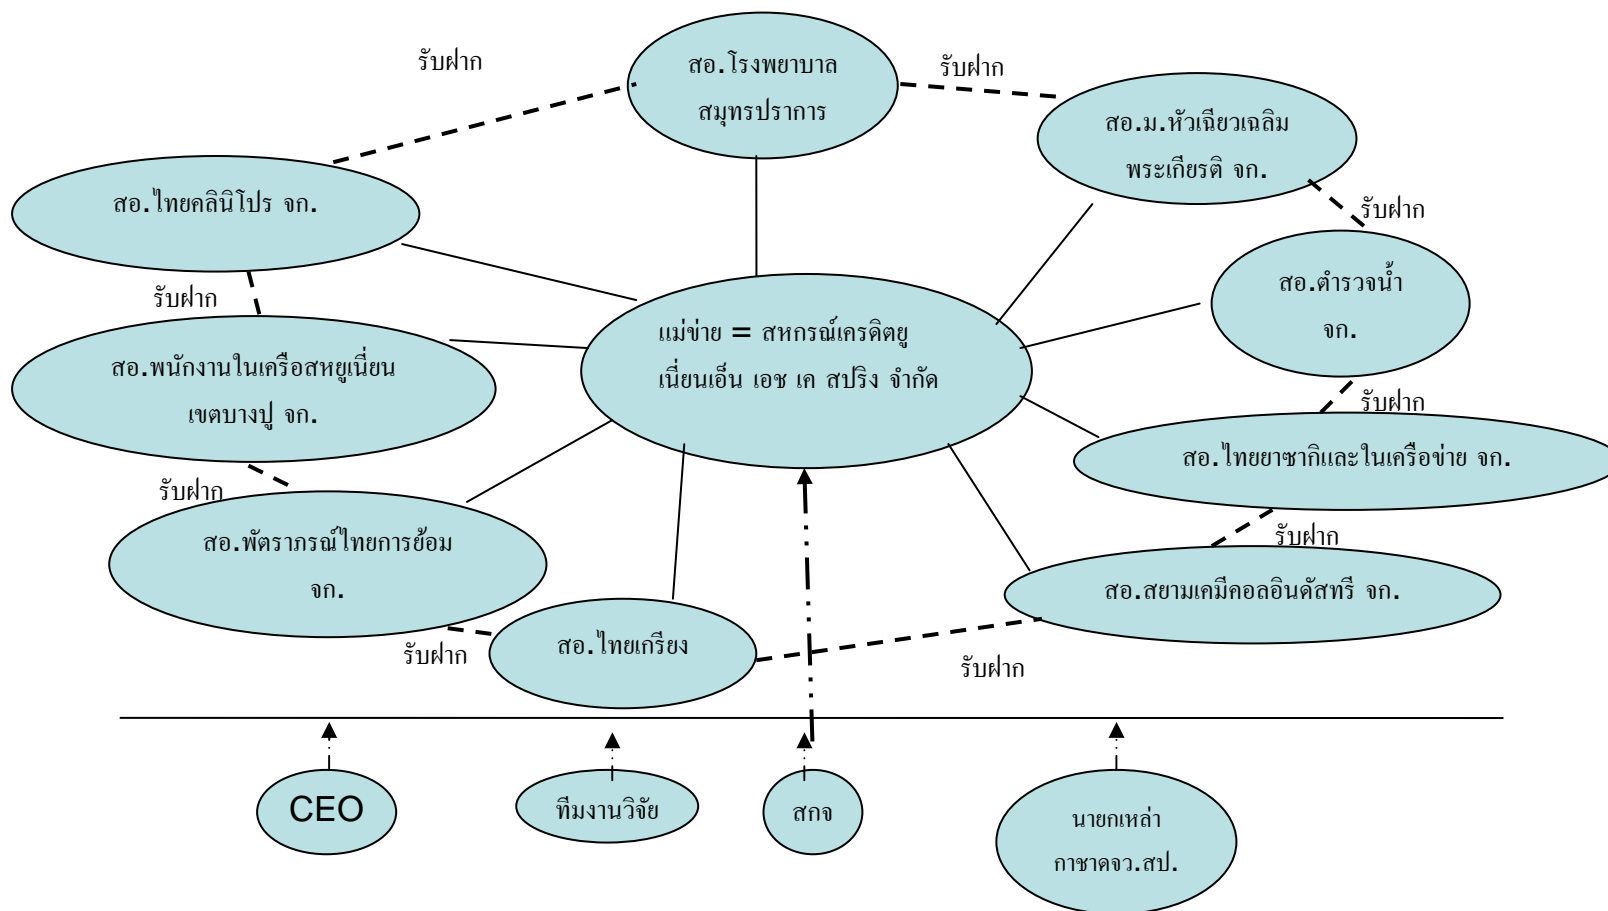 รับฝาก
สอ.โรงพยาบาล
สมุทรปราการ
รับฝาก
สอ.ม.หัวเฉียวเฉลิม
พระเกียรติ จก.
สอ.ไทยคลินิโปร จก.
รับฝาก
สอ.ตำรวจน้ำ
จก.
รับฝาก
แม่ข่าย = สหกรณ์เครดิตยู
เนี่ยนเอ็น เอช เค สปริง จำกัด
สอ.พนักงานในเครือสหยูเนี่ยน
เขตบางปู จก.
รับฝาก
สอ.ไทยยาซากิและในเครือข่าย จก.
รับฝาก
สอ.พัตราภรณ์ไทยการย้อม
จก.
รับฝาก
สอ.สยามเคมีคอลอินดัสทรี จก.
สอ.ไทยเกรียง
รับฝาก
รับฝาก
CEO
ทีมงานวิจัย
สกจ
นายกเหล่า
กาชาดจว.สป.